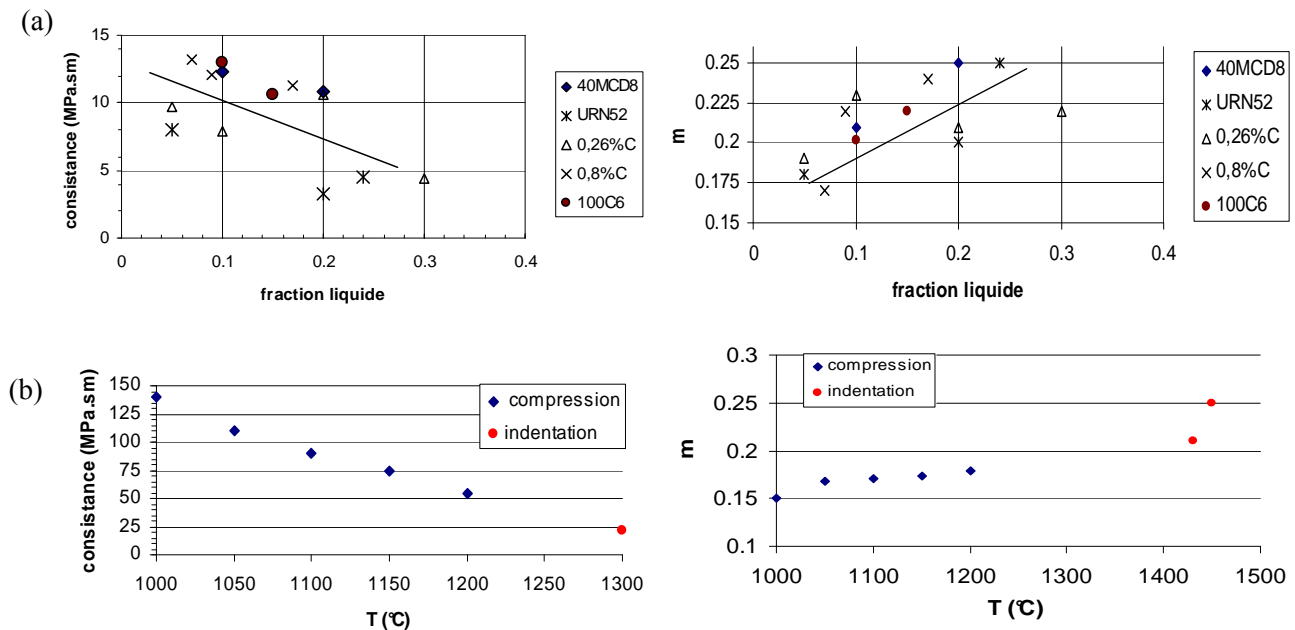 (a)
consistance (MPa.sm)
15
10
5
0
0 0.1 0.2 0.3 0.4
fraction liquide
40MCD8
URN52
0,26%C
0,8%C
100C6
m
0.25
0.225
0.2
0.175
0.15
0 0.1 0.2 0.3 0.4
fraction liquide
40MCD8
URN52
0,26%C
0,8%C
100C6
(b)
consistance (MPa.sm)
150
125
100
75
50
25
0
1000 1050 1100 1150 1200 1250 1300
T (°C)
compression
indentation
m
0.3
0.25
0.2
0.15
0.1
1000 1100 1200 1300 1400 1500
T (°C)
compression
indentation